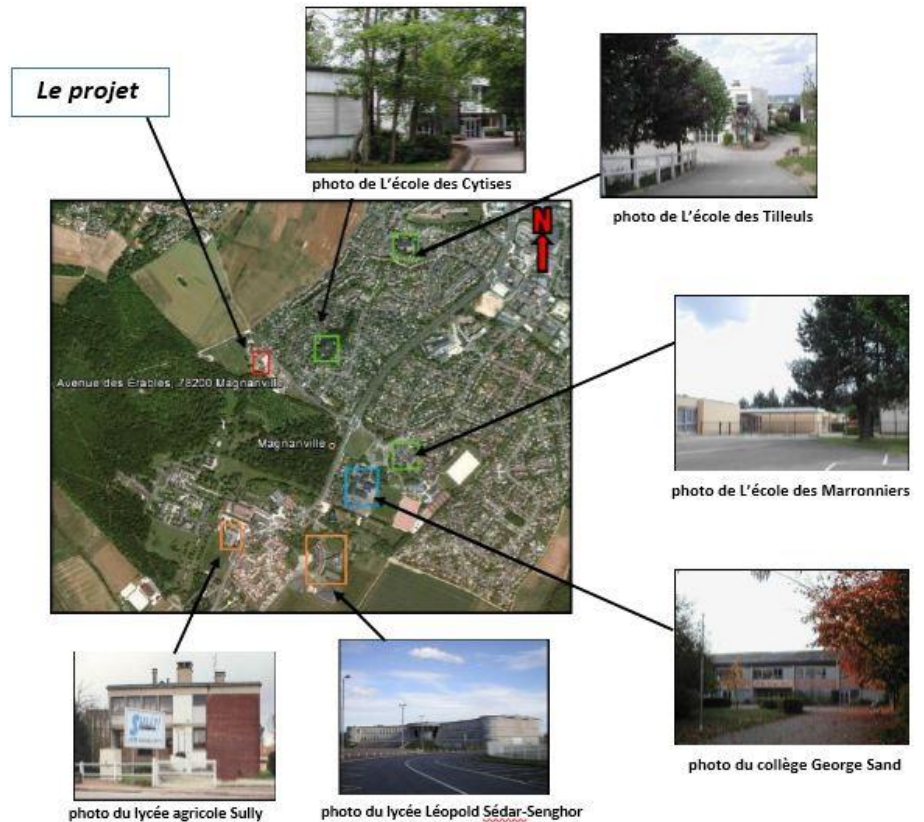 Le projet
photo de L'école des Cytises
photo de L'école des Tilleuls
N
Avenue des Erables, 78200 Magnanville
Magnanville
photo de L'école des Marronniers
photo du collège George Sand
SULLY
photo du lycée agricole Sully
photo du lycée Léopold Sédar-Senghor